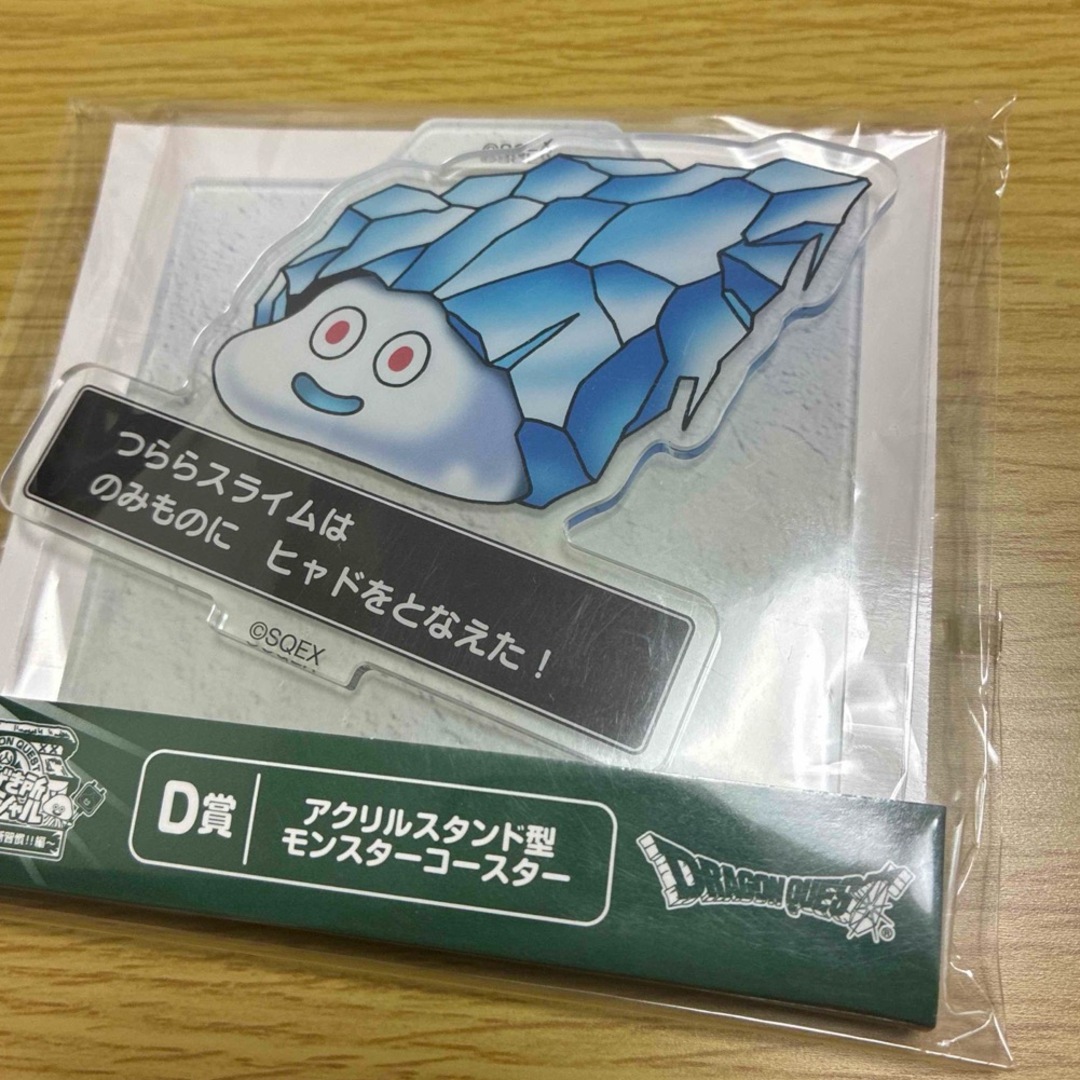 ©SQEX
つららスライムは
のみものに　ヒャドをとなえた！
©SQEX
D賞
アクリルスタンド型
モンスターコースター
DRAGON QUEST®